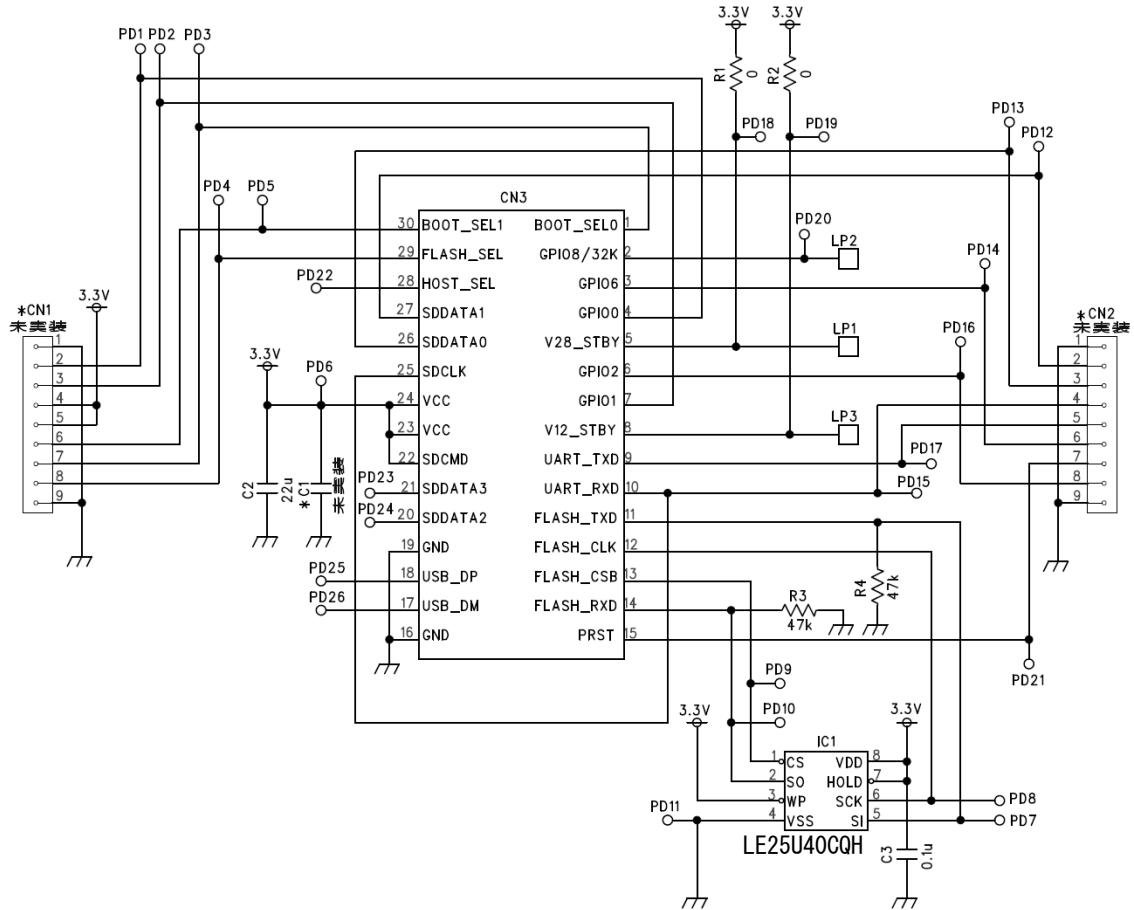 3.3V
3.3V
PD1
PD2
PD3
R1
0
R2
0
PD13
PD18
PD19
PD12
PD4
PD5
CN3
PD20
LP2
PD14
30
BOOT_SEL1
BOOT_SEL0
1
29
FLASH_SEL
GPIO8/32K
2
PD22
28
HOST_SEL
GPIO6
3
27
SDDATA1
GPIO0
4
26
SDDATA0
V28_STBY
5
25
SDCLK
GPIO2
6
24
VCC
GPIO1
7
23
VCC
V12_STBY
8
22
SDCMD
UART_TXD
9
21
SDDATA3
UART_RXD
10
20
SDDATA2
FLASH_TXD
11
19
GND
FLASH_CLK
12
18
USB_DP
FLASH_CSB
13
17
USB_DM
FLASH_RXD
14
16
GND
PRST
15
*CN1
未実装
3.3V
1
2
3
4
5
6
7
8
9
3.3V
PD6
C2
22u
*C1
未実装
PD23
PD24
PD25
PD26
LP1
LP3
PD16
PD17
PD15
*CN2
未実装
1
2
3
4
5
6
7
8
9
R4
47k
R3
47k
PD21
PD9
PD10
3.3V
3.3V
IC1
1
CS
VDD
8
2
SO
HOLD
7
3
WP
SCK
6
4
VSS
SI
5
PD11
PD8
PD7
LE25U40CQH
C3
0.1u